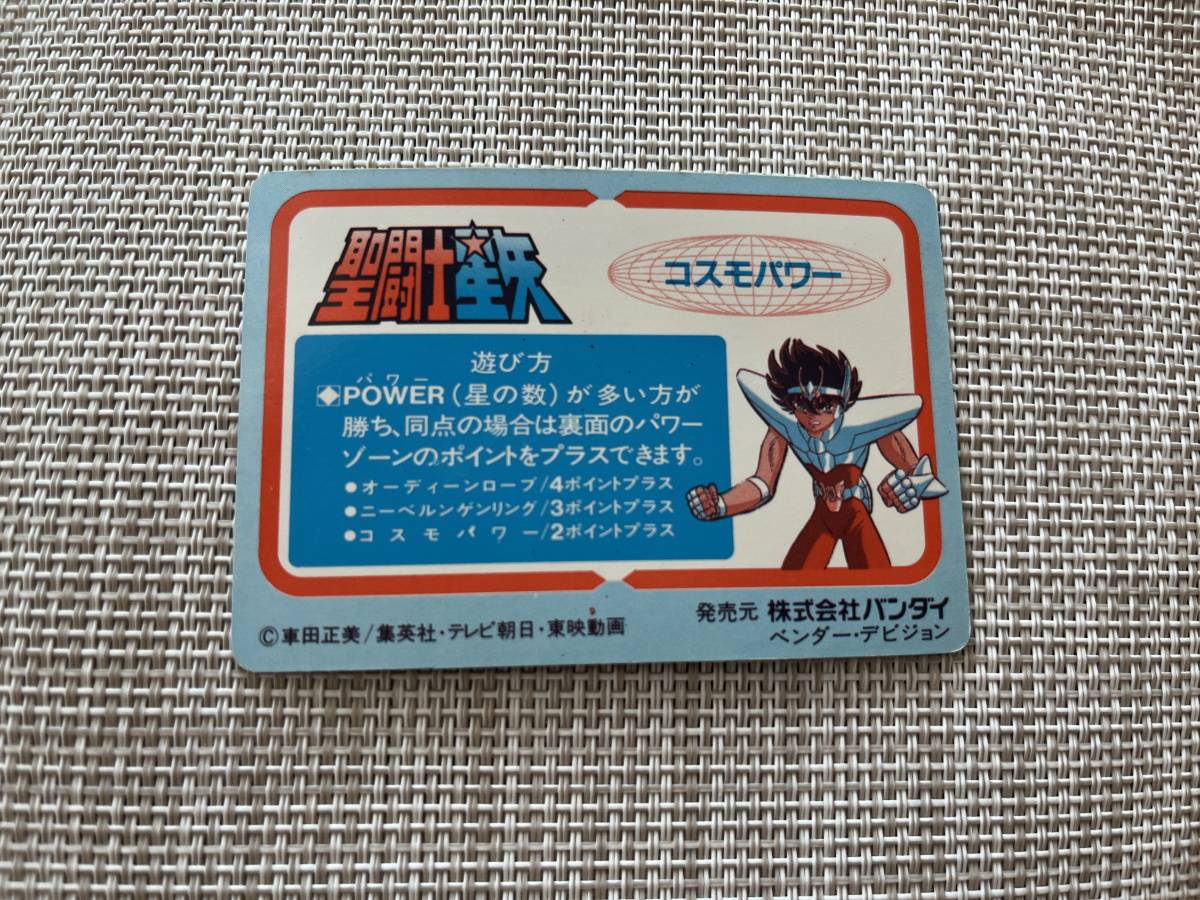 聖闘士星矢
コスモパワー
遊び方
パワー
◆POWER(星の数)が多い方が
勝ち、同点の場合は裏面のパワー
ゾーンのポイントをプラスできます。
●オーディーンローブ/4ポイントプラス
●ニーベルンゲンリング/3ポイントプラス
●コスモパワー/2ポイントプラス
©車田正美/集英社・テレビ朝日・東映動画
9
発売元 株式会社バンダイ
ベンダー・デビジョン